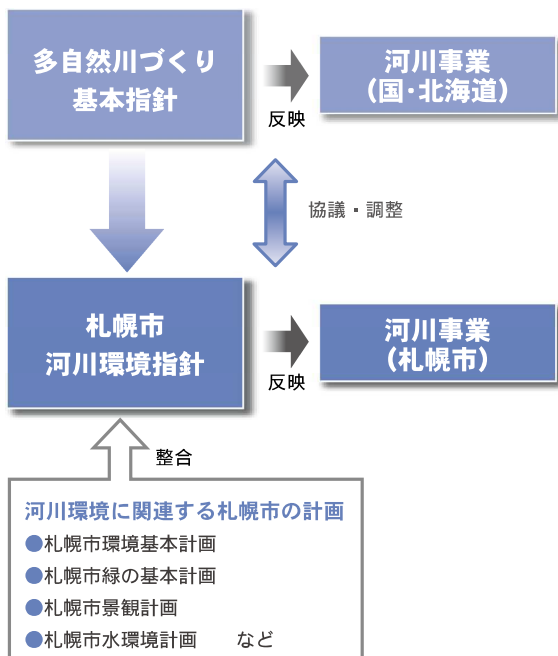 多自然川づくり
基本指針
反映
河川事業
(国・北海道)
協議・調整
札幌市
河川環境指針
反映
河川事業
(札幌市)
整合
河川環境に関連する札幌市の計画
●札幌市環境基本計画
●札幌市緑の基本計画
●札幌市景観計画
●札幌市水環境計画　　など